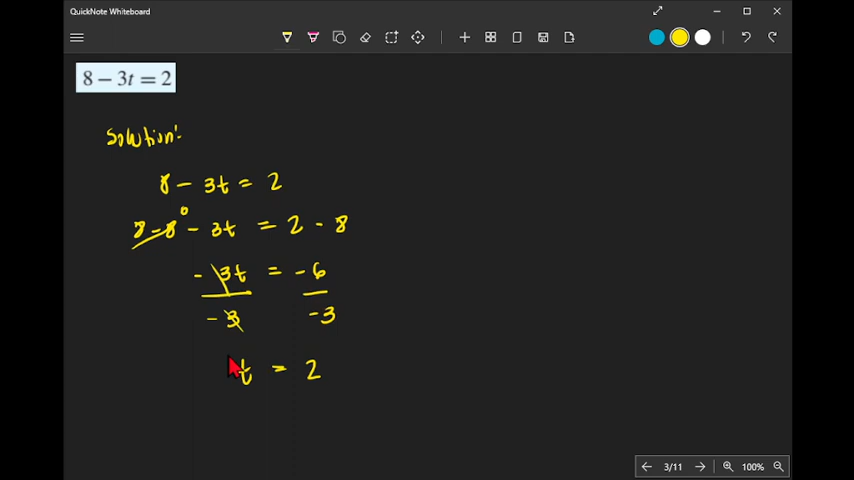 QuickNote Whiteboard
8 − 3t = 2
Solution:
8 − 3t = 2
8 - 8 0 − 3t = 2 - 8
- 3t = -6
-3 -3
t = 2
3/11 100%